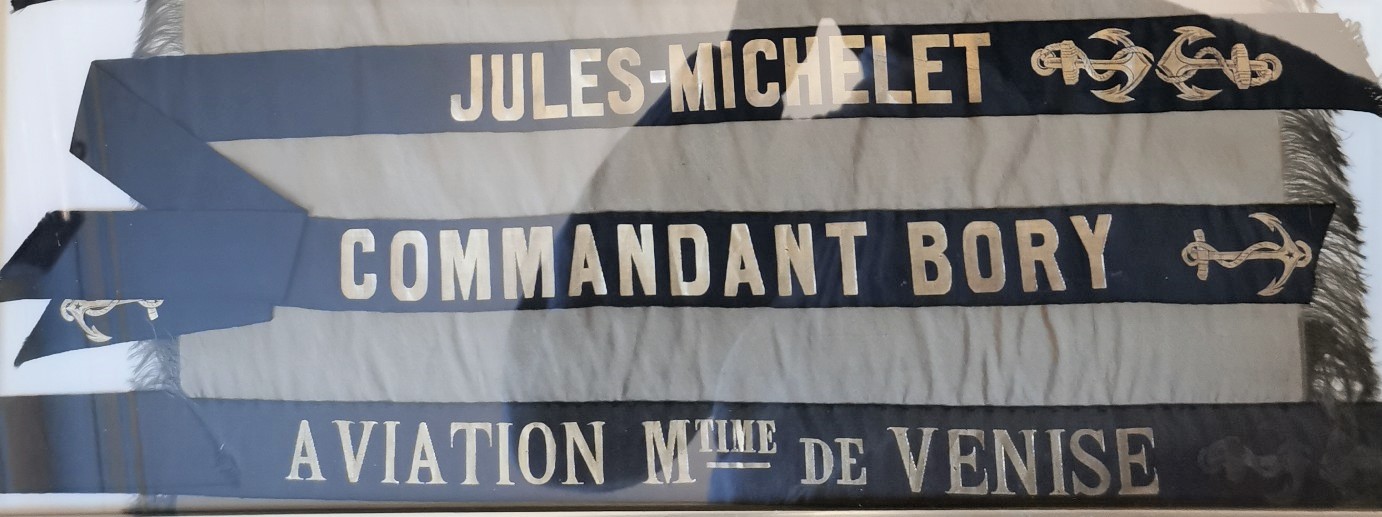 JULES-MICHELET
COMMANDANT BORY
AVIATION MTIME DE VENISE